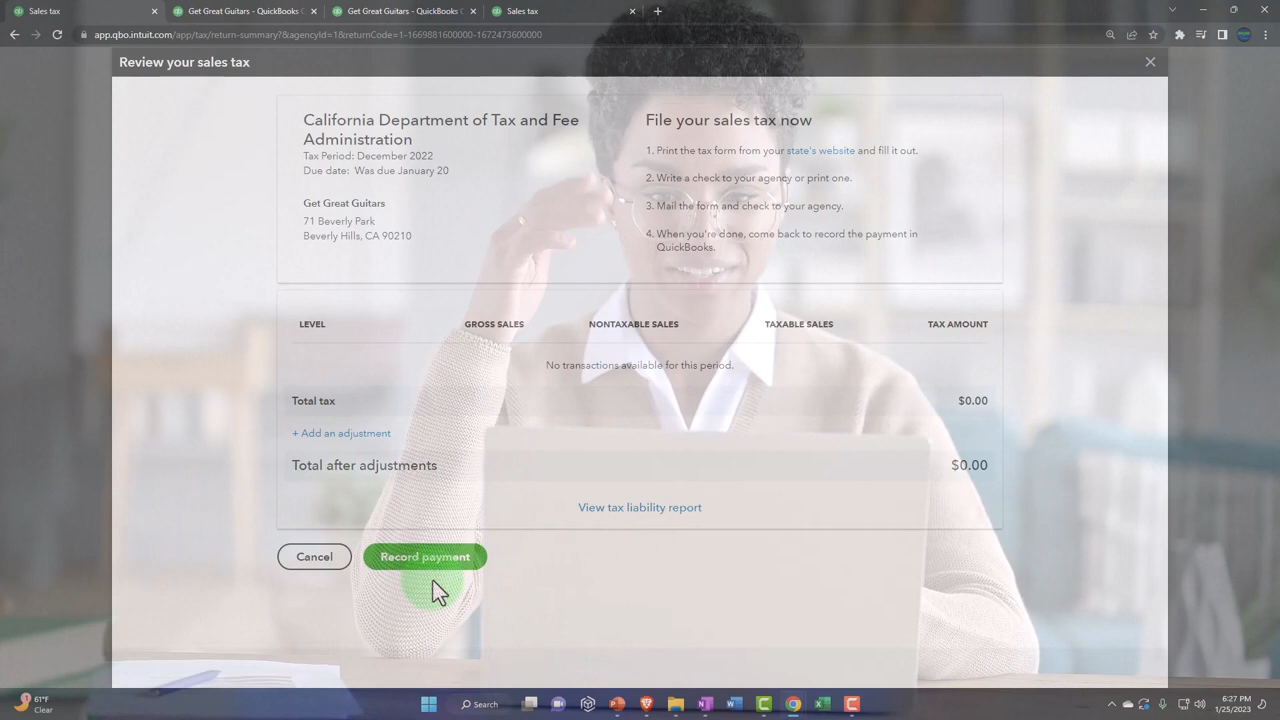 Sales tax
Get Great Guitars - QuickBooks O
Get Great Guitars - QuickBooks O
Sales tax
app.qbo.intuit.com/app/tax/return-summary?&agencyId=1&returnCode=1-1669881600000-1672473600000
Review your sales tax
California Department of Tax and Fee
Administration
Tax Period: December 2022
Due date: Was due January 20
Get Great Guitars
71 Beverly Park
Beverly Hills, CA 90210
File your sales tax now
1. Print the tax form from your state's website and fill it out.
2. Write a check to your agency or print one.
3. Mail the form and check to your agency.
4. When you're done, come back to record the payment in
QuickBooks.
LEVEL GROSS SALES NONTAXABLE SALES TAXABLE SALES TAX AMOUNT
No transactions available for this period.
Total tax $0.00
+ Add an adjustment
Total after adjustments $0.00
View tax liability report
Cancel Record payment
1 61°F
Clear
Search
6:27 PM
1/25/2023